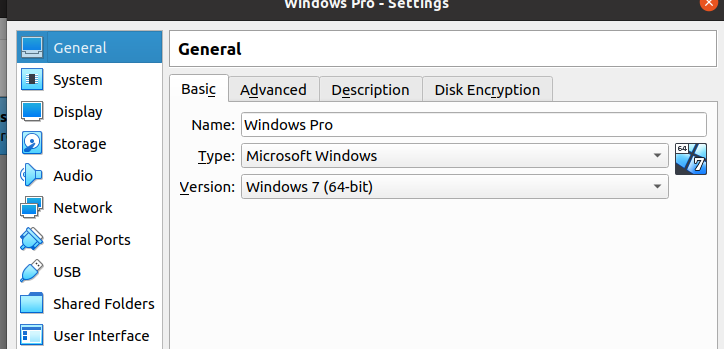 Windows Pro - Settings
General
System
Display
Storage
Audio
Network
Serial Ports
USB
Shared Folders
User Interface
General
Basic Advanced Description Disk Encryption
Name: Windows Pro
Type: Microsoft Windows
64
7
Version: Windows 7 (64-bit)